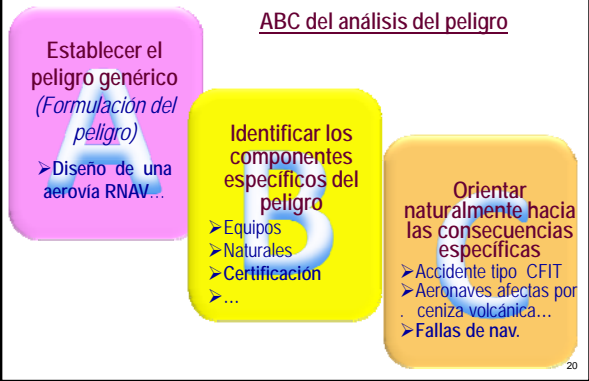 ABC del análisis del peligro
A
Establecer el
peligro genérico
(Formulación del
peligro)
➢Diseño de una
aerovía RNAV...
B
Identificar los
componentes
específicos del
peligro
➢Equipos
➢Naturales
➢Certificación
➢...
C
Orientar
naturalmente hacia
las consecuencias
específicas
➢Accidente tipo CFIT
➢Aeronaves afectas por
. ceniza volcánica...
➢Fallas de nav.
20